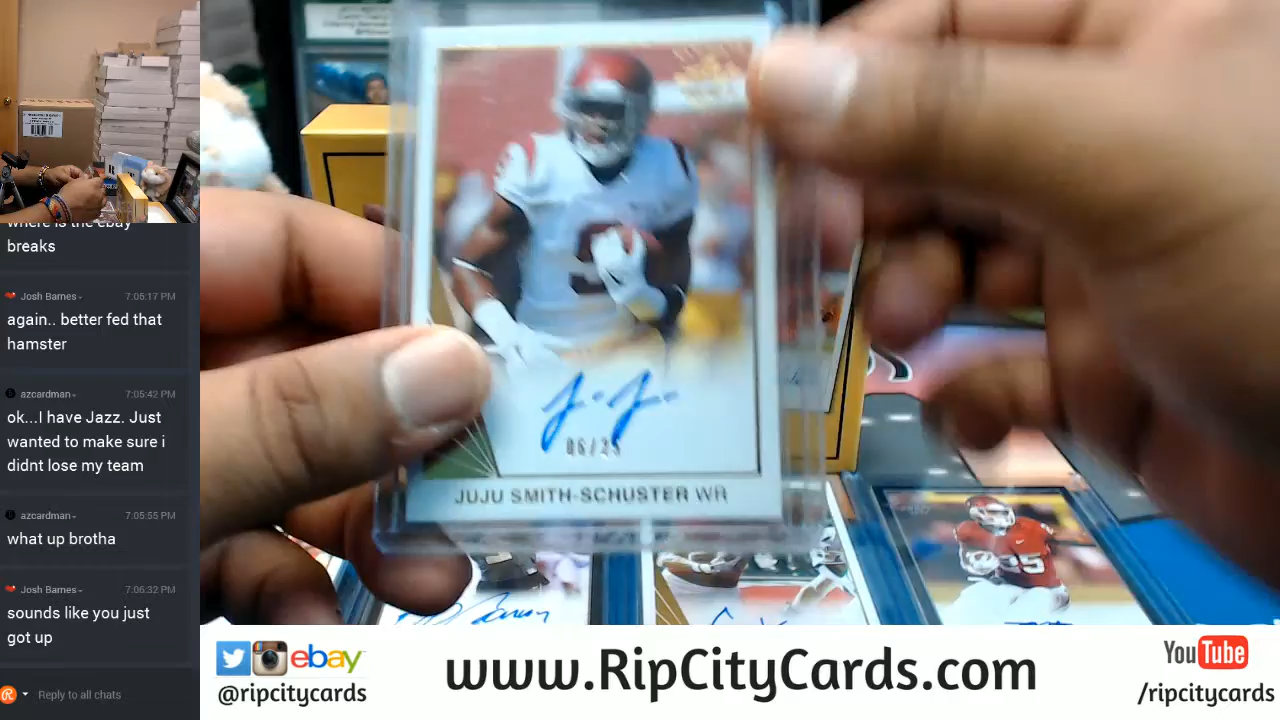 where is the ebay
breaks
Josh Barnes 7:05:17 PM
again.. better fed that
hamster
azcardman 7:05:42 PM
ok...I have Jazz. Just
wanted to make sure i
didnt lose my team
azcardman 7:05:55 PM
what up brotha
Josh Barnes 7:06:32 PM
sounds like you just
got up
Reply to all chats
J.J.
06/25
JUJU SMITH-SCHUSTER WR
ebay
@ripcitycards
www.RipCityCards.com
YouTube
/ripcitycards